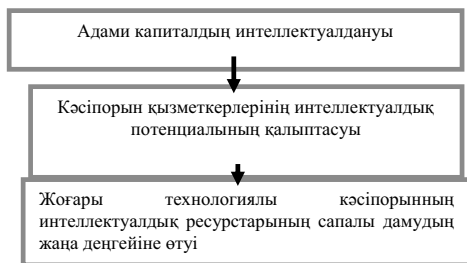 Адами капиталдың интеллектуалдануы
Кәсіпорын қызметкерлерінің интеллектуалдық
потенциалының қалыптасуы
Жоғары технологиялы кәсіпорынның
интеллектуалдық ресурстарының сапалы дамудың
жаңа деңгейіне өтуі